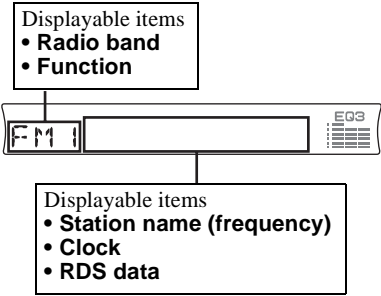 Displayable items
• Radio band
• Function
EQ3
FM1
Displayable items
• Station name (frequency)
• Clock
• RDS data